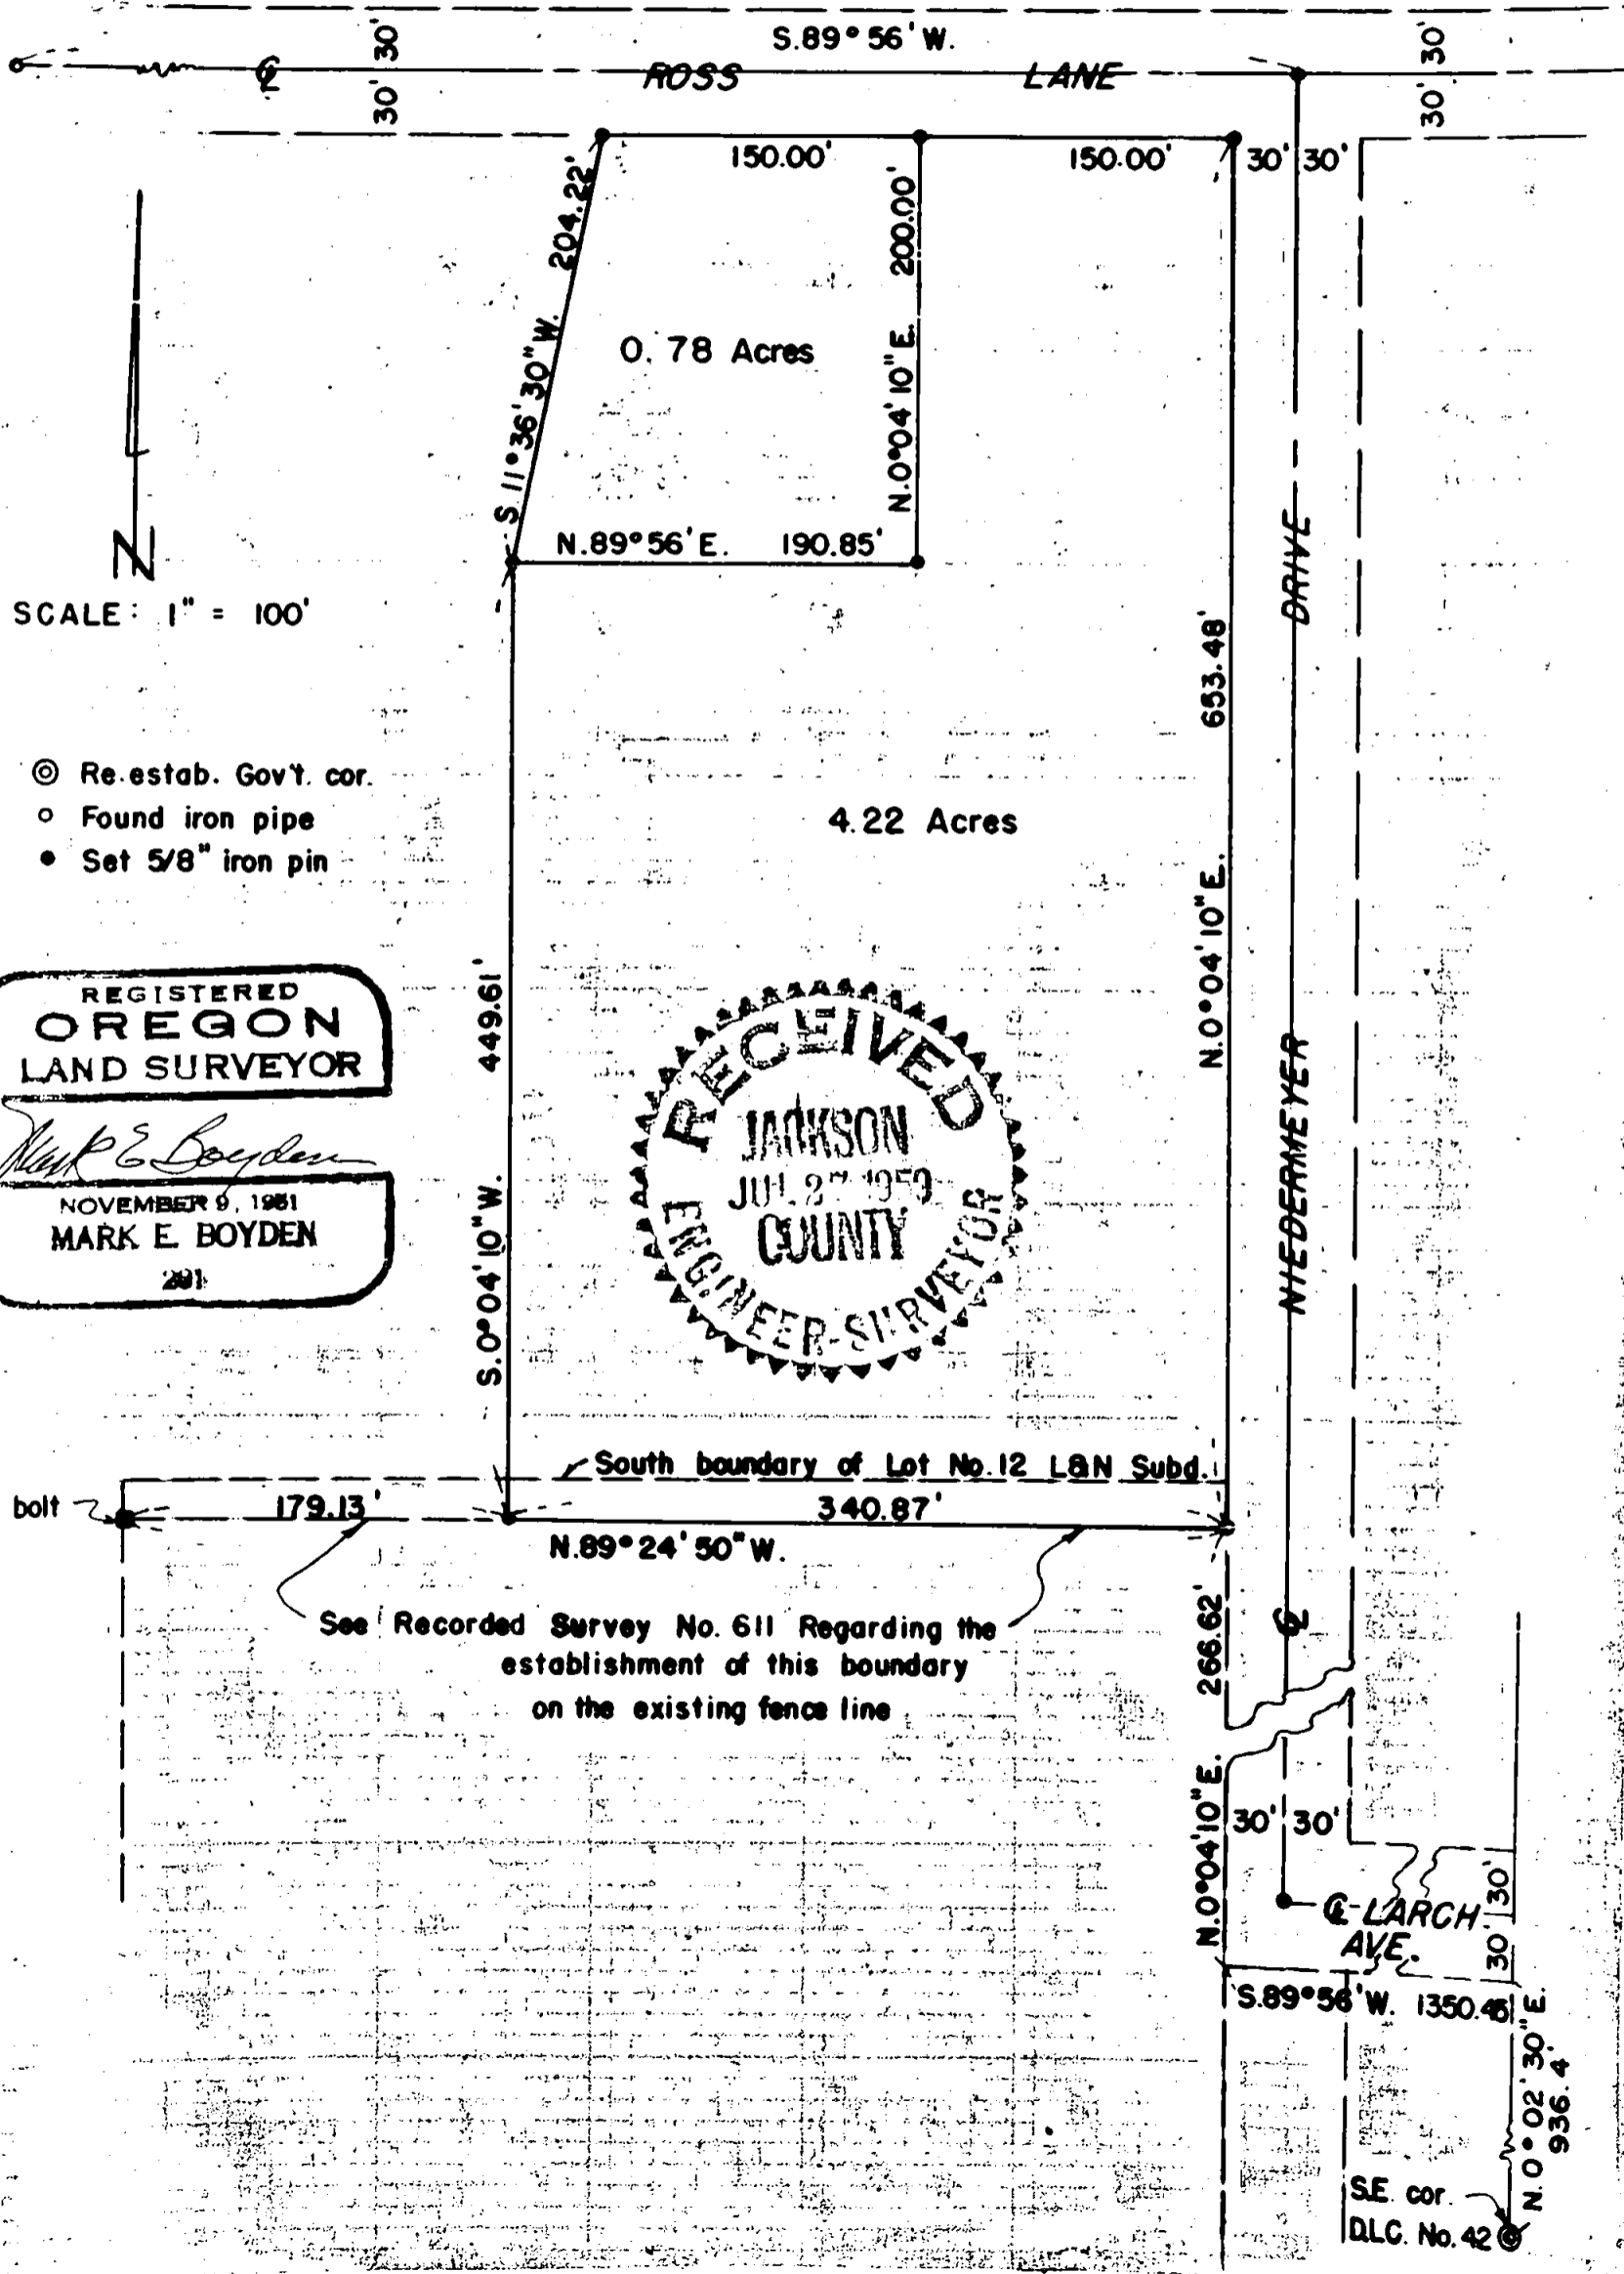 S.89°56'W.
30' 30'
℄ ROSS LANE
30' 30'
150.00' 150.00' 30' 30'
S. 11°36'30"W. 204.22'
N.0°04'10"E. 200.00'
0.78 Acres
N.89°56'E. 190.85'
N
SCALE: 1" = 100'
◎ Re.estab. Gov't. cor.
○ Found iron pipe
● Set 5/8" iron pin
4.22 Acres
N.0°04'10"E. 653.48'
NIEDERMEYER DRIVE
℄
REGISTERED
OREGON
LAND SURVEYOR
Mark E Boyden
NOVEMBER 9, 1951
MARK E. BOYDEN
S.0°04'10"W. 449.61'
RECEIVED
JACKSON
JUL 1959
COUNTY
ENGINEER-SURVEYOR
South boundary of Lot No. 12 L&N Subd.
bolt 179.13' 340.87'
N.89°24'50"W.
See Recorded Survey No. 611 Regarding the
establishment of this boundary
on the existing fence line
N.0°04'10"E. 266.62'
30' 30'
℄-LARCH
AVE.
30' 30'
S.89°56'W. 1350.45'
N.0°02'30"E.
936.4'
S.E. cor.
D.L.C. No. 42